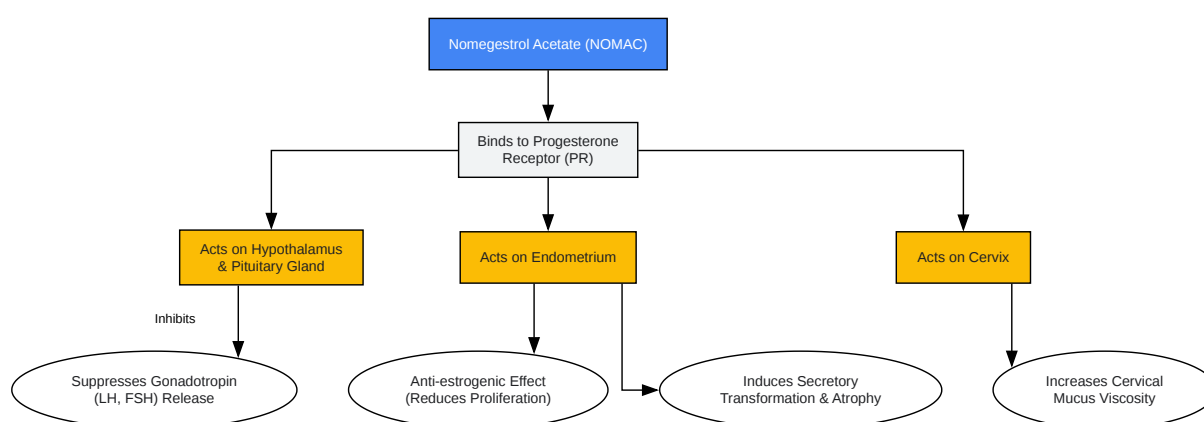 Nomegestrol Acetate (NOMAC)
Binds to Progesterone
Receptor (PR)
Acts on Hypothalamus
& Pituitary Gland
Acts on Endometrium
Acts on Cervix
Inhibits
Suppresses Gonadotropin
(LH, FSH) Release
Anti-estrogenic Effect
(Reduces Proliferation)
Induces Secretory
Transformation & Atrophy
Increases Cervical
Mucus Viscosity